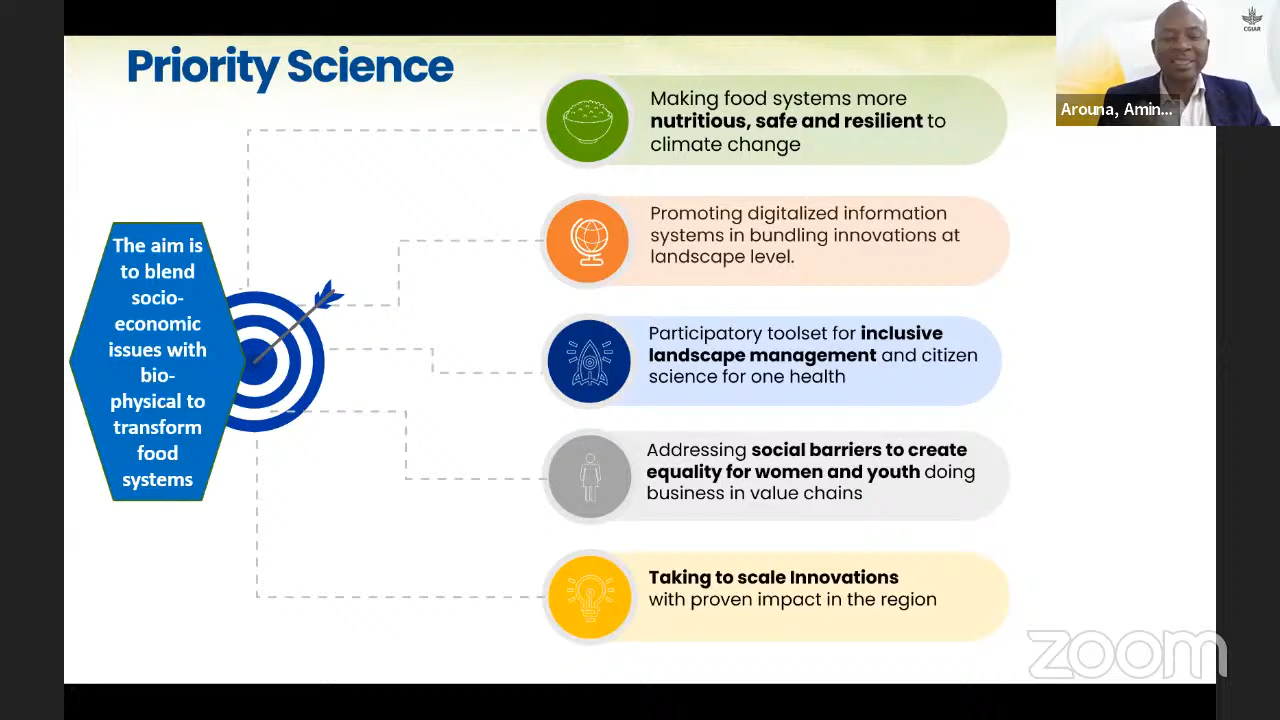 Priority Science
The aim is
to blend
socio-
economic
issues with
bio-
physical to
transform
food
systems
Making food systems more
nutritious, safe and resilient to
climate change
Promoting digitalized information
systems in bundling innovations at
landscape level.
Participatory toolset for inclusive
landscape management and citizen
science for one health
Addressing social barriers to create
equality for women and youth doing
business in value chains
Taking to scale Innovations
with proven impact in the region
CGIAR
Arouna, Amin...
zoom